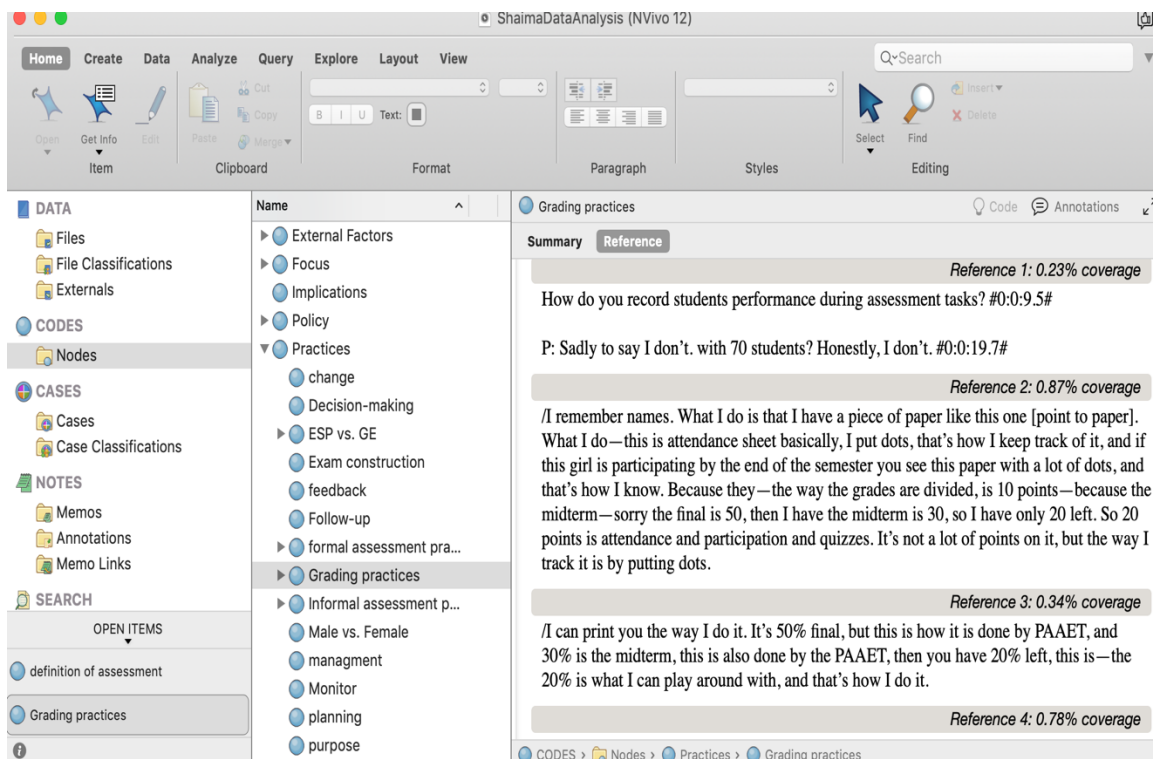 ShaimaDataAnalysis (NVivo 12)
Home Create Data Analyze Query Explore Layout View
Search
Open
Get Info
Edit
Item
Paste
Cut
Copy
Merge
Clipboard
B I U Text:
Format
Paragraph
Styles
Select
Find
Insert
Delete
Editing
DATA
Files
File Classifications
Externals
CODES
Nodes
CASES
Cases
Case Classifications
NOTES
Memos
Annotations
Memo Links
SEARCH
OPEN ITEMS
definition of assessment
Grading practices
Name
External Factors
Focus
Implications
Policy
Practices
change
Decision-making
ESP vs. GE
Exam construction
feedback
Follow-up
formal assessment pra...
Grading practices
Informal assessment p...
Male vs. Female
managment
Monitor
planning
purpose
Grading practices
Code Annotations
Summary Reference
Reference 1: 0.23% coverage
How do you record students performance during assessment tasks? #0:0:9.5#
P: Sadly to say I don't. with 70 students? Honestly, I don't. #0:0:19.7#
Reference 2: 0.87% coverage
/I remember names. What I do is that I have a piece of paper like this one [point to paper].
What I do—this is attendance sheet basically, I put dots, that's how I keep track of it, and if
this girl is participating by the end of the semester you see this paper with a lot of dots, and
that's how I know. Because they—the way the grades are divided, is 10 points—because the
midterm—sorry the final is 50, then I have the midterm is 30, so I have only 20 left. So 20
points is attendance and participation and quizzes. It's not a lot of points on it, but the way I
track it is by putting dots.
Reference 3: 0.34% coverage
/I can print you the way I do it. It's 50% final, but this is how it is done by PAAET, and
30% is the midterm, this is also done by the PAAET, then you have 20% left, this is—the
20% is what I can play around with, and that's how I do it.
Reference 4: 0.78% coverage
CODES > Nodes > Practices > Grading practices